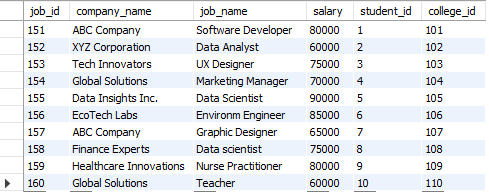 job_id company_name job_name salary student_id college_id
151 ABC Company Software Developer 80000 1 101
152 XYZ Corporation Data Analyst 60000 2 102
153 Tech Innovators UX Designer 75000 3 103
154 Global Solutions Marketing Manager 70000 4 104
155 Data Insights Inc. Data Scientist 90000 5 105
156 EcoTech Labs Environm Engineer 85000 6 106
157 ABC Company Graphic Designer 65000 7 107
158 Finance Experts Data scientist 75000 8 108
159 Healthcare Innovations Nurse Practitioner 80000 9 109
160 Global Solutions Teacher 60000 10 110